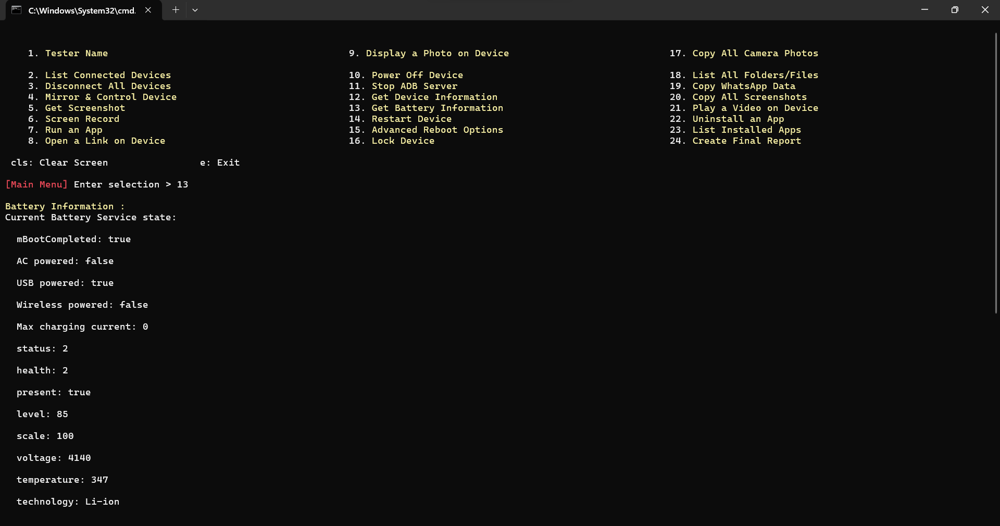 C:\Windows\System32\cmd.
1. Tester Name 9. Display a Photo on Device 17. Copy All Camera Photos
2. List Connected Devices 10. Power Off Device 18. List All Folders/Files
3. Disconnect All Devices 11. Stop ADB Server 19. Copy WhatsApp Data
4. Mirror & Control Device 12. Get Device Information 20. Copy All Screenshots
5. Get Screenshot 13. Get Battery Information 21. Play a Video on Device
6. Screen Record 14. Restart Device 22. Uninstall an App
7. Run an App 15. Advanced Reboot Options 23. List Installed Apps
8. Open a Link on Device 16. Lock Device 24. Create Final Report
cls: Clear Screen e: Exit
[Main Menu] Enter selection > 13
Battery Information :
Current Battery Service state:
mBootCompleted: true
AC powered: false
USB powered: true
Wireless powered: false
Max charging current: 0
status: 2
health: 2
present: true
level: 85
scale: 100
voltage: 4140
temperature: 347
technology: Li-ion